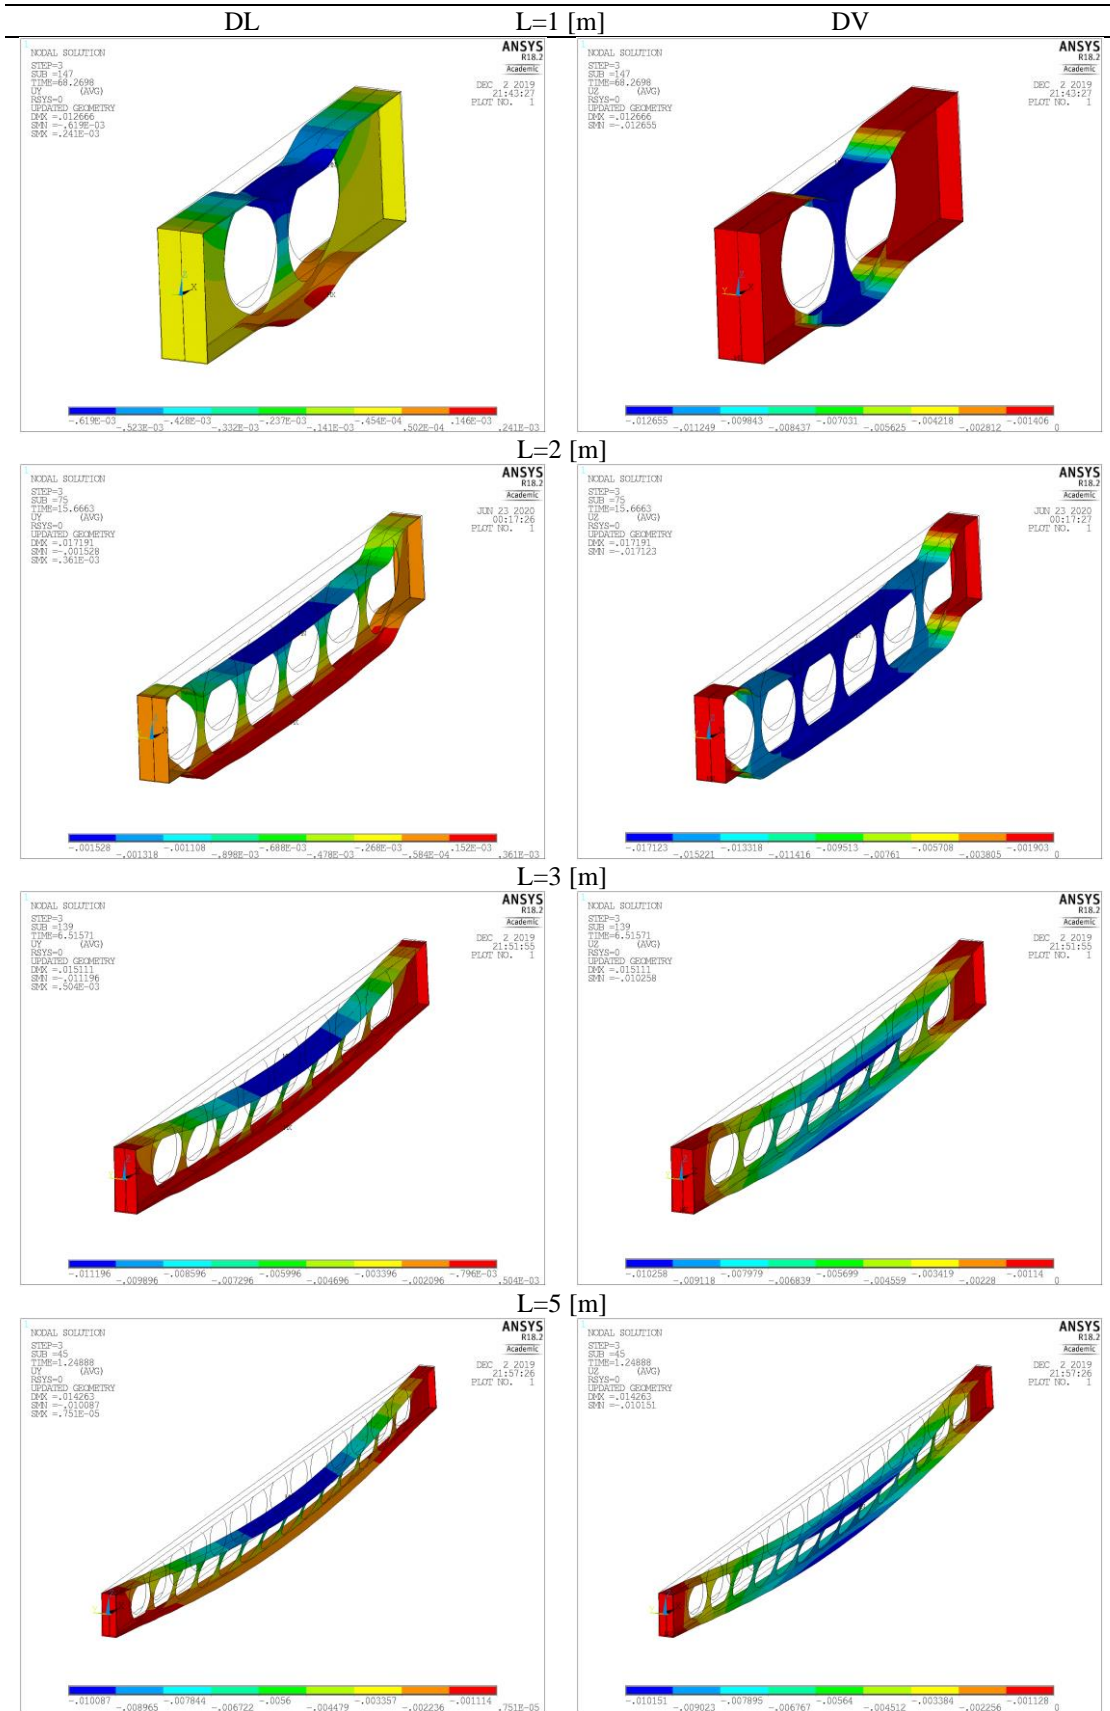 DL L=1 [m] DV
1
NODAL SOLUTION
STEP=3
SUB =147
TIME=68.2698
UY (AVG)
RSYS=0
UPDATED GEOMETRY
DMX =.012666
SMN =-.619E-03
SMX =.241E-03
ANSYS
R18.2
Academic
DEC 2 2019
21:43:27
PLOT NO. 1
Z
X
-.619E-03 -.428E-03 -.237E-03 -.454E-04 .146E-03
-.523E-03 -.332E-03 -.141E-03 .502E-04 .241E-03
1
NODAL SOLUTION
STEP=3
SUB =147
TIME=68.2698
UZ (AVG)
RSYS=0
UPDATED GEOMETRY
DMX =.012666
SMN =-.012655
ANSYS
R18.2
Academic
DEC 2 2019
21:43:27
PLOT NO. 1
Y Z X
-.012655 -.009843 -.007031 -.004218 -.001406
-.011249 -.008437 -.005625 -.002812 0
L=2 [m]
1
NODAL SOLUTION
STEP=3
SUB =75
TIME=15.6663
UY (AVG)
RSYS=0
UPDATED GEOMETRY
DMX =.017191
SMN =-.001528
SMX =.361E-03
ANSYS
R18.2
Academic
JUN 23 2020
00:17:26
PLOT NO. 1
-.001528 -.001108 -.688E-03 -.268E-03 .152E-03
-.001318 -.898E-03 -.478E-03 -.584E-04 .361E-03
1
NODAL SOLUTION
STEP=3
SUB =75
TIME=15.6663
UZ (AVG)
RSYS=0
UPDATED GEOMETRY
DMX =.017191
SMN =-.017123
ANSYS
R18.2
Academic
JUN 23 2020
00:17:27
PLOT NO. 1
-.017123 -.013318 -.009513 -.005708 -.001903
-.015221 -.011416 -.00761 -.003805 0
L=3 [m]
1
NODAL SOLUTION
STEP=3
SUB =139
TIME=6.51571
UY (AVG)
RSYS=0
UPDATED GEOMETRY
DMX =.015111
SMN =-.011196
SMX =.504E-03
ANSYS
R18.2
Academic
DEC 2 2019
21:51:55
PLOT NO. 1
-.011196 -.008596 -.005996 -.003396 -.796E-03
-.009896 -.007296 -.004696 -.002096 .504E-03
1
NODAL SOLUTION
STEP=3
SUB =139
TIME=6.51571
UZ (AVG)
RSYS=0
UPDATED GEOMETRY
DMX =.015111
SMN =-.010258
ANSYS
R18.2
Academic
DEC 2 2019
21:51:55
PLOT NO. 1
-.010258 -.007979 -.005699 -.003419 -.00114
-.009118 -.006839 -.004559 -.00228 0
L=5 [m]
1
NODAL SOLUTION
STEP=3
SUB =45
TIME=1.24888
UY (AVG)
RSYS=0
UPDATED GEOMETRY
DMX =.014263
SMN =-.010087
SMX =.751E-05
ANSYS
R18.2
Academic
DEC 2 2019
21:57:26
PLOT NO. 1
-.010087 -.007844 -.0056 -.003357 -.001114
-.008965 -.006722 -.004479 -.002236 .751E-05
1
NODAL SOLUTION
STEP=3
SUB =45
TIME=1.24888
UZ (AVG)
RSYS=0
UPDATED GEOMETRY
DMX =.014263
SMN =-.010151
ANSYS
R18.2
Academic
DEC 2 2019
21:57:26
PLOT NO. 1
-.010151 -.007895 -.00564 -.003384 -.001128
-.009023 -.006767 -.004512 -.002256 0